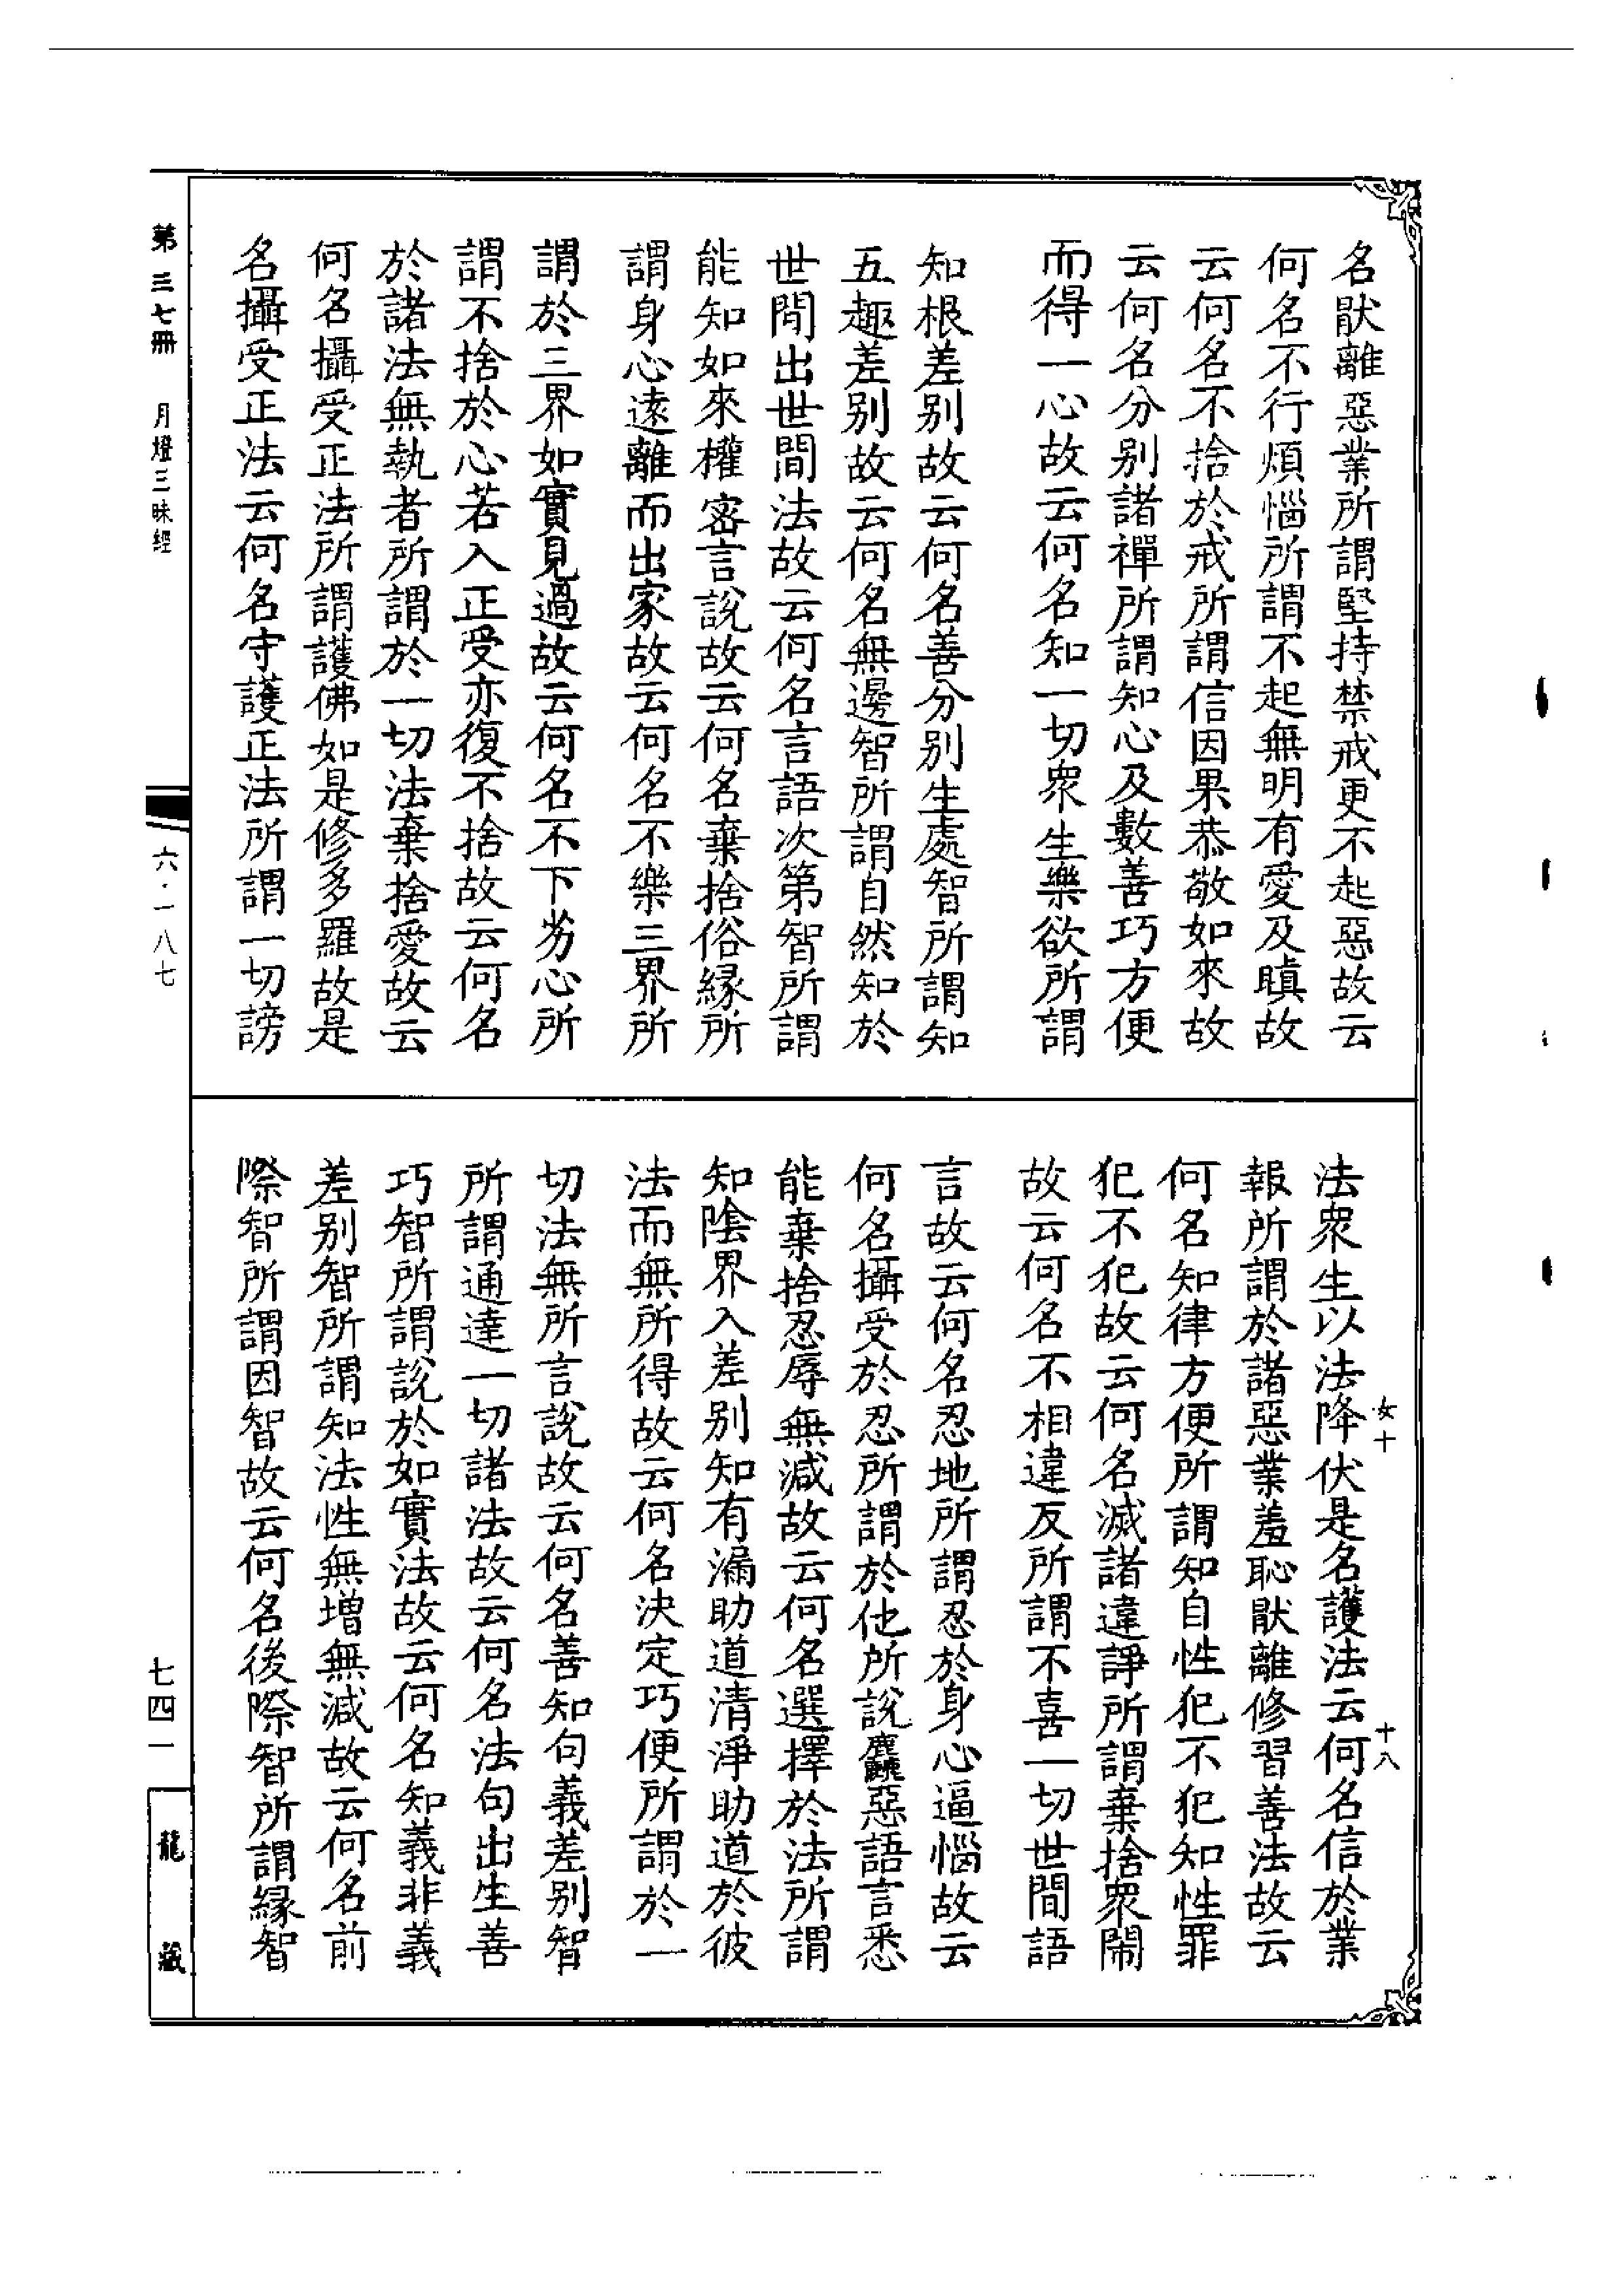 名猒離惡業所謂堅持禁戒更不起惡故云
何名不行煩惱所謂不起無明有愛及瞋故
云何名不捨於戒所謂信因果恭敬如來故
云何名分别諸禪所謂知心及數善巧方便
而得一心故云何名知一切衆生樂欲所謂
知根差别故云何名善分别生處智所謂知
五趣差别故云何名無邊智所謂自然知於
世間出世間法故云何名言語次第智所謂
能知如來權密言說故云何名棄捨俗緣所
謂身心遠離而出家故云何名不樂三界所
謂於三界如實見過故云何名不下劣心所
謂不捨於心若入正受亦復不捨故云何名
於諸法無執者所謂於一切法棄捨愛故云
何名攝受正法所謂護佛如是修多羅故是
名攝受正法云何名守護正法所謂一切謗
法衆生以法降伏是名護法云何名信於業
報所謂於諸惡業羞恥猒離修習善法故云
何名知律方便所謂知自性犯不犯知性罪
犯不犯故云何名滅諸違諍所謂棄捨衆閙
故云何名不相違反所謂不喜一切世間語
言故云何名忍地所謂忍於身心逼惱故云
何名攝受於忍所謂於他所說麤惡語言悉
能棄捨忍辱無減故云何名選擇於法所謂
知陰界入差别知有漏助道清淨助道於彼
法而無所得故云何名決定巧便所謂於一
切法無所言說故云何名善知句義差别智
所謂通達一切諸法故云何名法句出生善
巧智所謂說於如實法故云何名知義非義
差别智所謂知法性無增無減故云何名前
際智所謂因智故云何名後際智所謂緣智
女十
十八
第三七冊
月燈三昧經
六·一八七
七四一
龍藏